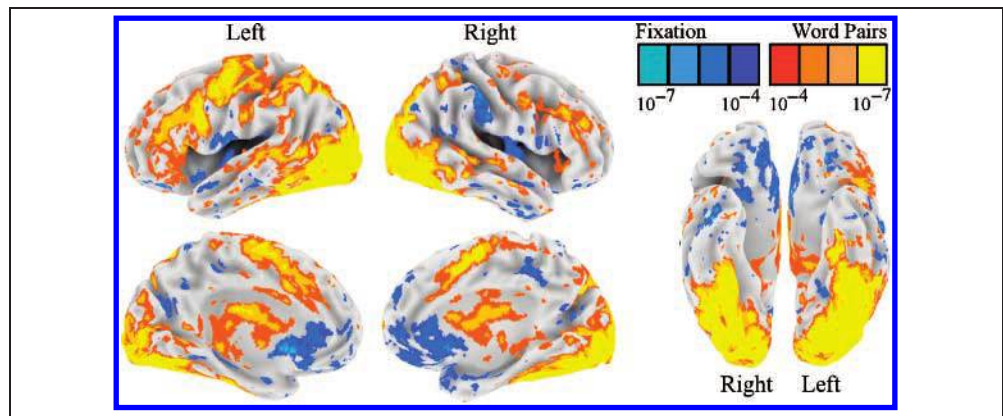 Left Right Fixation Word Pairs
10⁻⁷ 10⁻⁴ 10⁻⁴ 10⁻⁷
Right Left